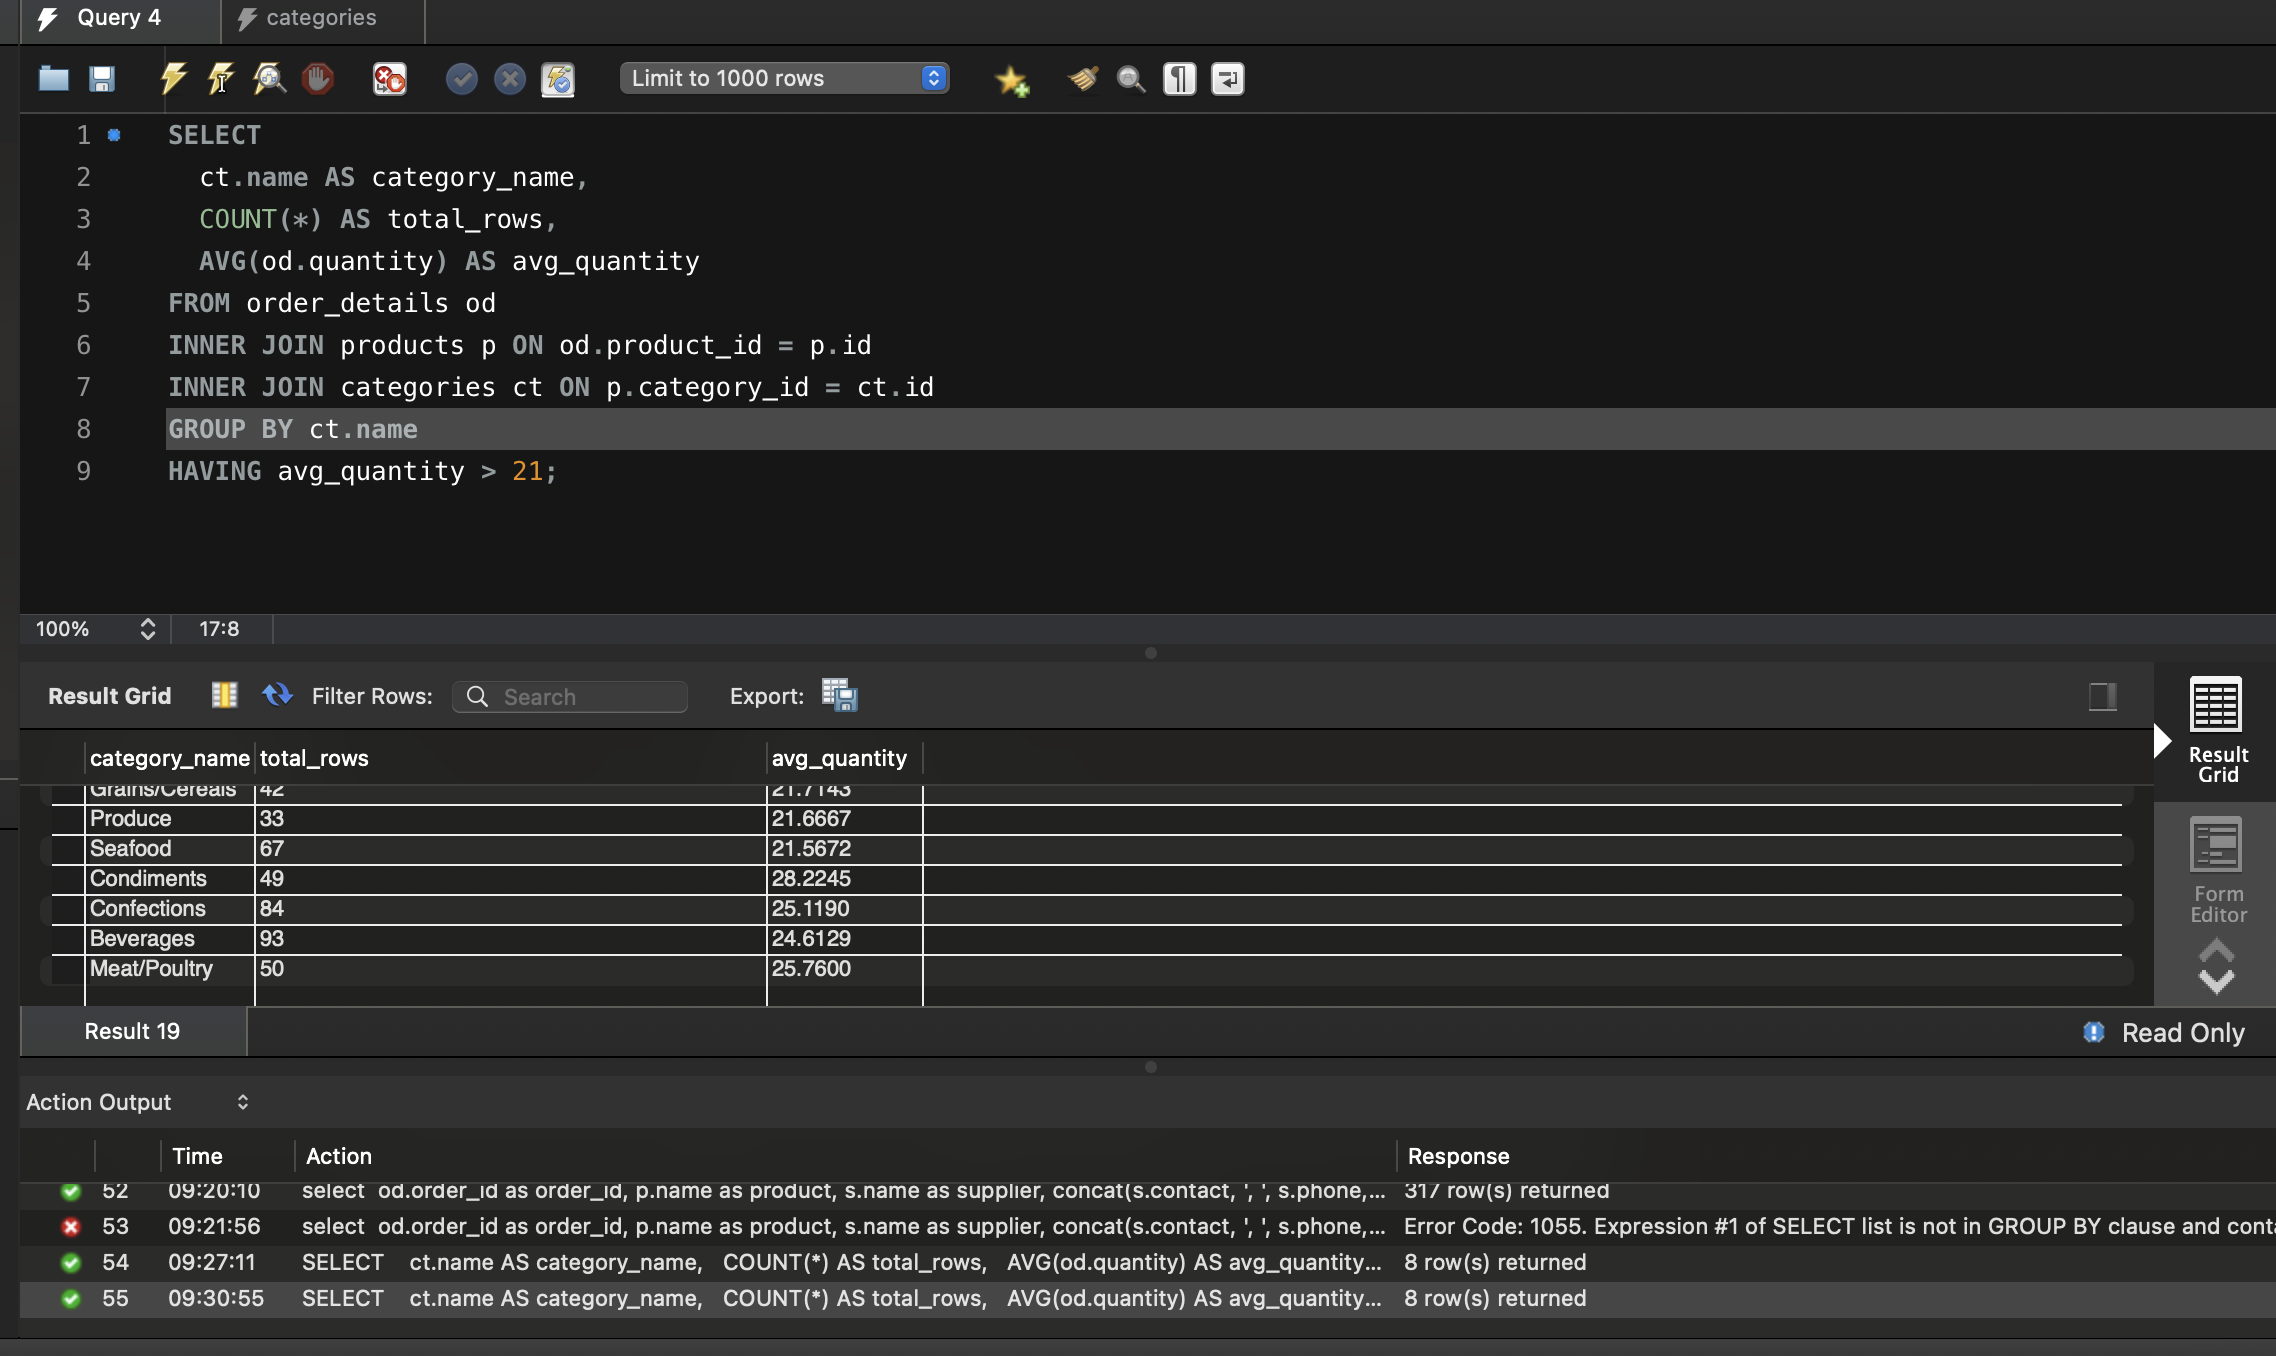 Query 4
categories
Limit to 1000 rows
1 SELECT
2 ct.name AS category_name,
3 COUNT(*) AS total_rows,
4 AVG(od.quantity) AS avg_quantity
5 FROM order_details od
6 INNER JOIN products p ON od.product_id = p.id
7 INNER JOIN categories ct ON p.category_id = ct.id
8 GROUP BY ct.name
9 HAVING avg_quantity > 21;
100% 17:8
Result Grid Filter Rows: Search Export:
category_name total_rows avg_quantity
Grains/Cereals 42 21.7143
Produce 33 21.6667
Seafood 67 21.5672
Condiments 49 28.2245
Confections 84 25.1190
Beverages 93 24.6129
Meat/Poultry 50 25.7600
Result
Grid
Form
Editor
Result 19 Read Only
Action Output
Time Action Response
52 09:20:10 select od.order_id as order_id, p.name as product, s.name as supplier, concat(s.contact, ', ', s.phone,... 317 row(s) returned
53 09:21:56 select od.order_id as order_id, p.name as product, s.name as supplier, concat(s.contact, ', ', s.phone,... Error Code: 1055. Expression #1 of SELECT list is not in GROUP BY clause and conta
54 09:27:11 SELECT ct.name AS category_name, COUNT(*) AS total_rows, AVG(od.quantity) AS avg_quantity... 8 row(s) returned
55 09:30:55 SELECT ct.name AS category_name, COUNT(*) AS total_rows, AVG(od.quantity) AS avg_quantity... 8 row(s) returned